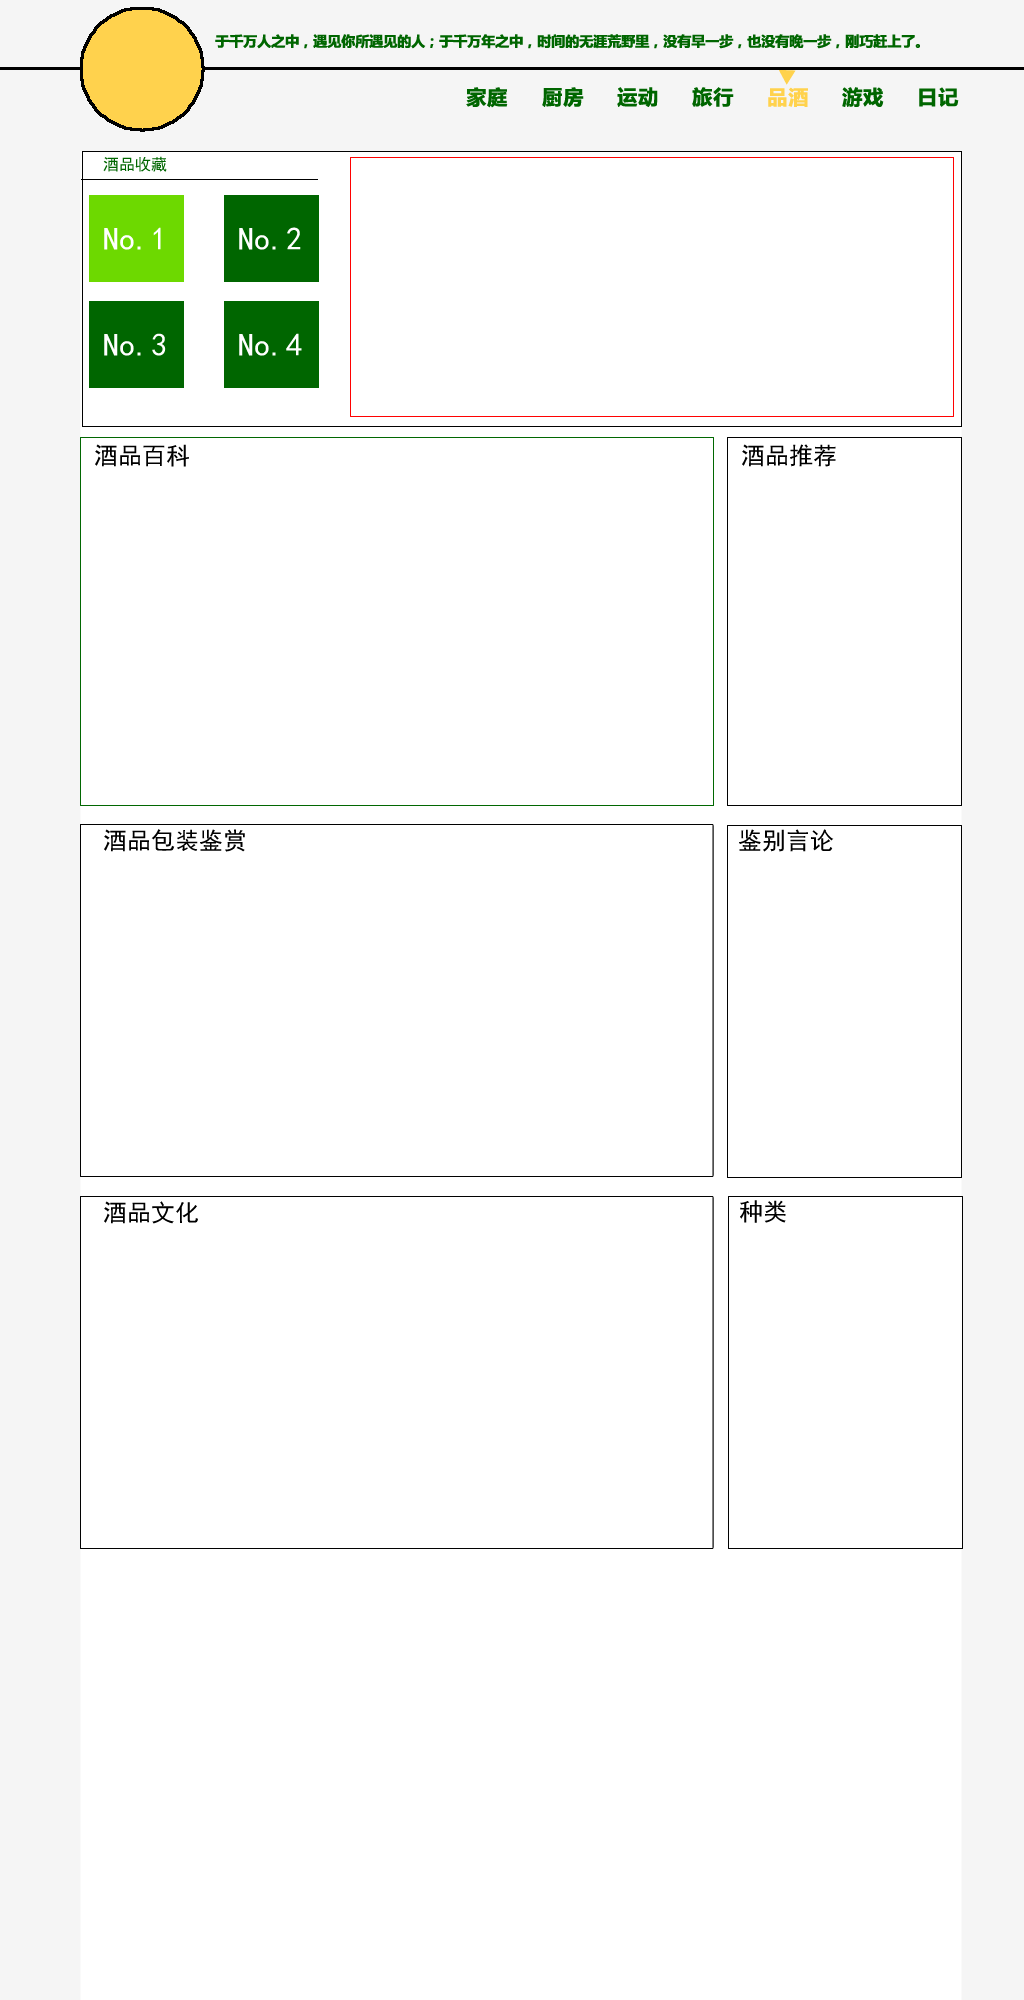 于千万人之中，遇见你所遇见的人；于千万年之中，时间的无涯荒野里，没有早一步，也没有晚一步，刚巧赶上了。
家庭 厨房 运动 旅行 品酒 游戏 日记
酒品收藏
No.1 No.2
No.3 No.4
酒品百科
酒品推荐
酒品包装鉴赏
鉴别言论
酒品文化
种类